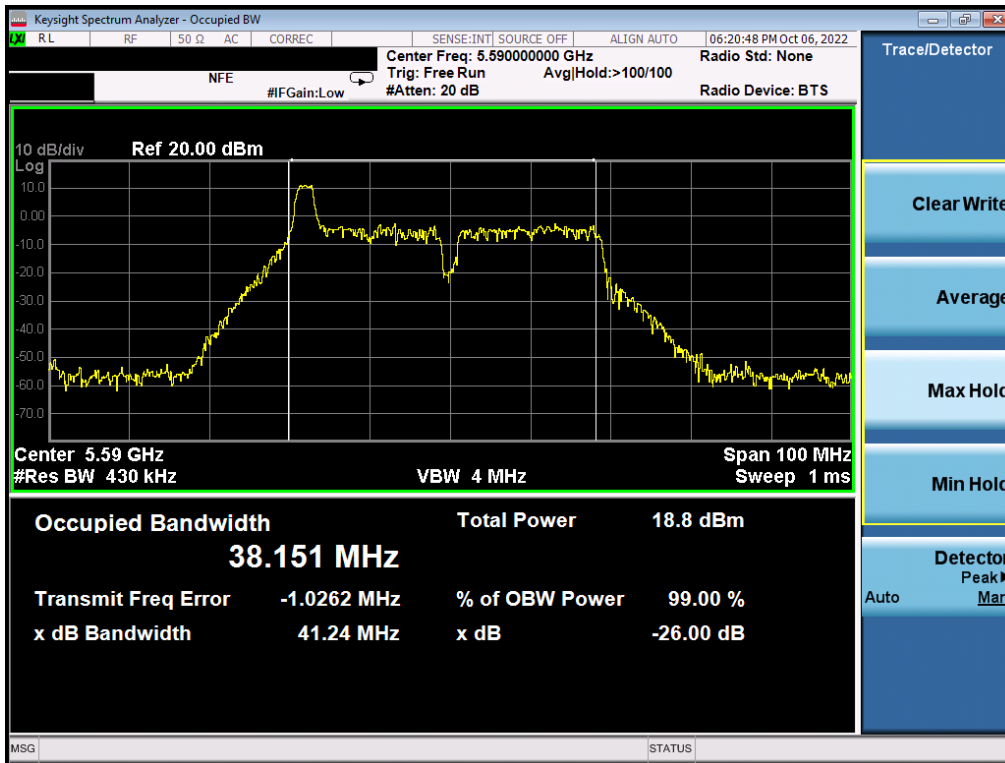 Keysight Spectrum Analyzer - Occupied BW
LXI RL RF 50 Ω AC CORREC SENSE:INT SOURCE OFF ALIGN AUTO 06:20:48 PM Oct 06, 2022
Center Freq: 5.590000000 GHz Radio Std: None
NFE Trig: Free Run Avg|Hold:>100/100
#IFGain:Low #Atten: 20 dB Radio Device: BTS
Trace/Detector
10 dB/div Ref 20.00 dBm
Log
10.0
0.00
-10.0
-20.0
-30.0
-40.0
-50.0
-60.0
-70.0
Center 5.59 GHz Span 100 MHz
#Res BW 430 kHz VBW 4 MHz Sweep 1 ms
Occupied Bandwidth Total Power 18.8 dBm
38.151 MHz
Transmit Freq Error -1.0262 MHz % of OBW Power 99.00 %
x dB Bandwidth 41.24 MHz x dB -26.00 dB
Clear Write
Average
Max Hold
Min Hold
Detector
Peak
Auto Man
MSG STATUS